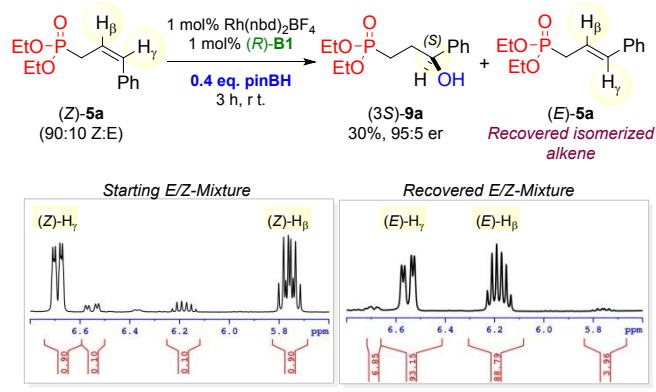 EtO P O EtO Hβ Hγ Ph
1 mol% Rh(nbd)2BF4
1 mol% (R)-B1
0.4 eq. pinBH
3 h, r t.
EtO P O EtO (S) Ph H OH
+
EtO P O EtO Hβ Ph Hγ
(Z)-5a
(90:10 Z:E)
(3S)-9a
30%, 95:5 er
(E)-5a
Recovered isomerized
alkene
Starting E/Z-Mixture
Recovered E/Z-Mixture
(Z)-Hγ (Z)-Hβ
(E)-Hγ (E)-Hβ
6.6 6.2 6.0 5.8 ppm
6.6 6.2 6.0 5.8 ppm
0.90 0.10 0.10 0.90
6.85 93.15 88.79 3.96